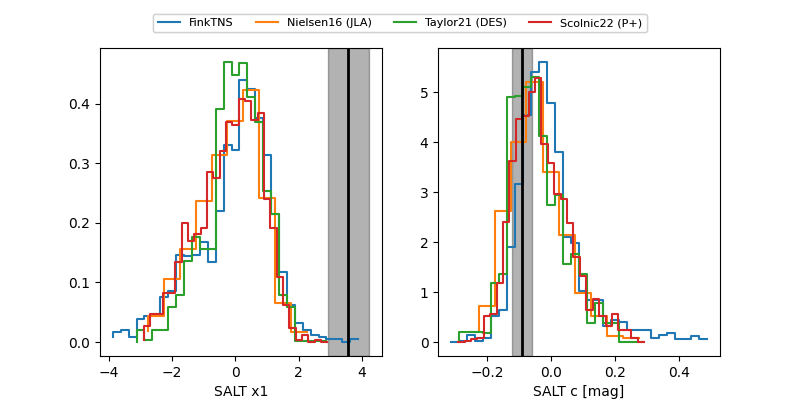 FinkTNS Nielsen16 (JLA) Taylor21 (DES) Scolnic22 (P+)
0.4
0.3
0.2
0.1
0.0
−4 −2 0 2 4
SALT x1
5
4
3
2
1
0
−0.2 0.0 0.2 0.4
SALT c [mag]